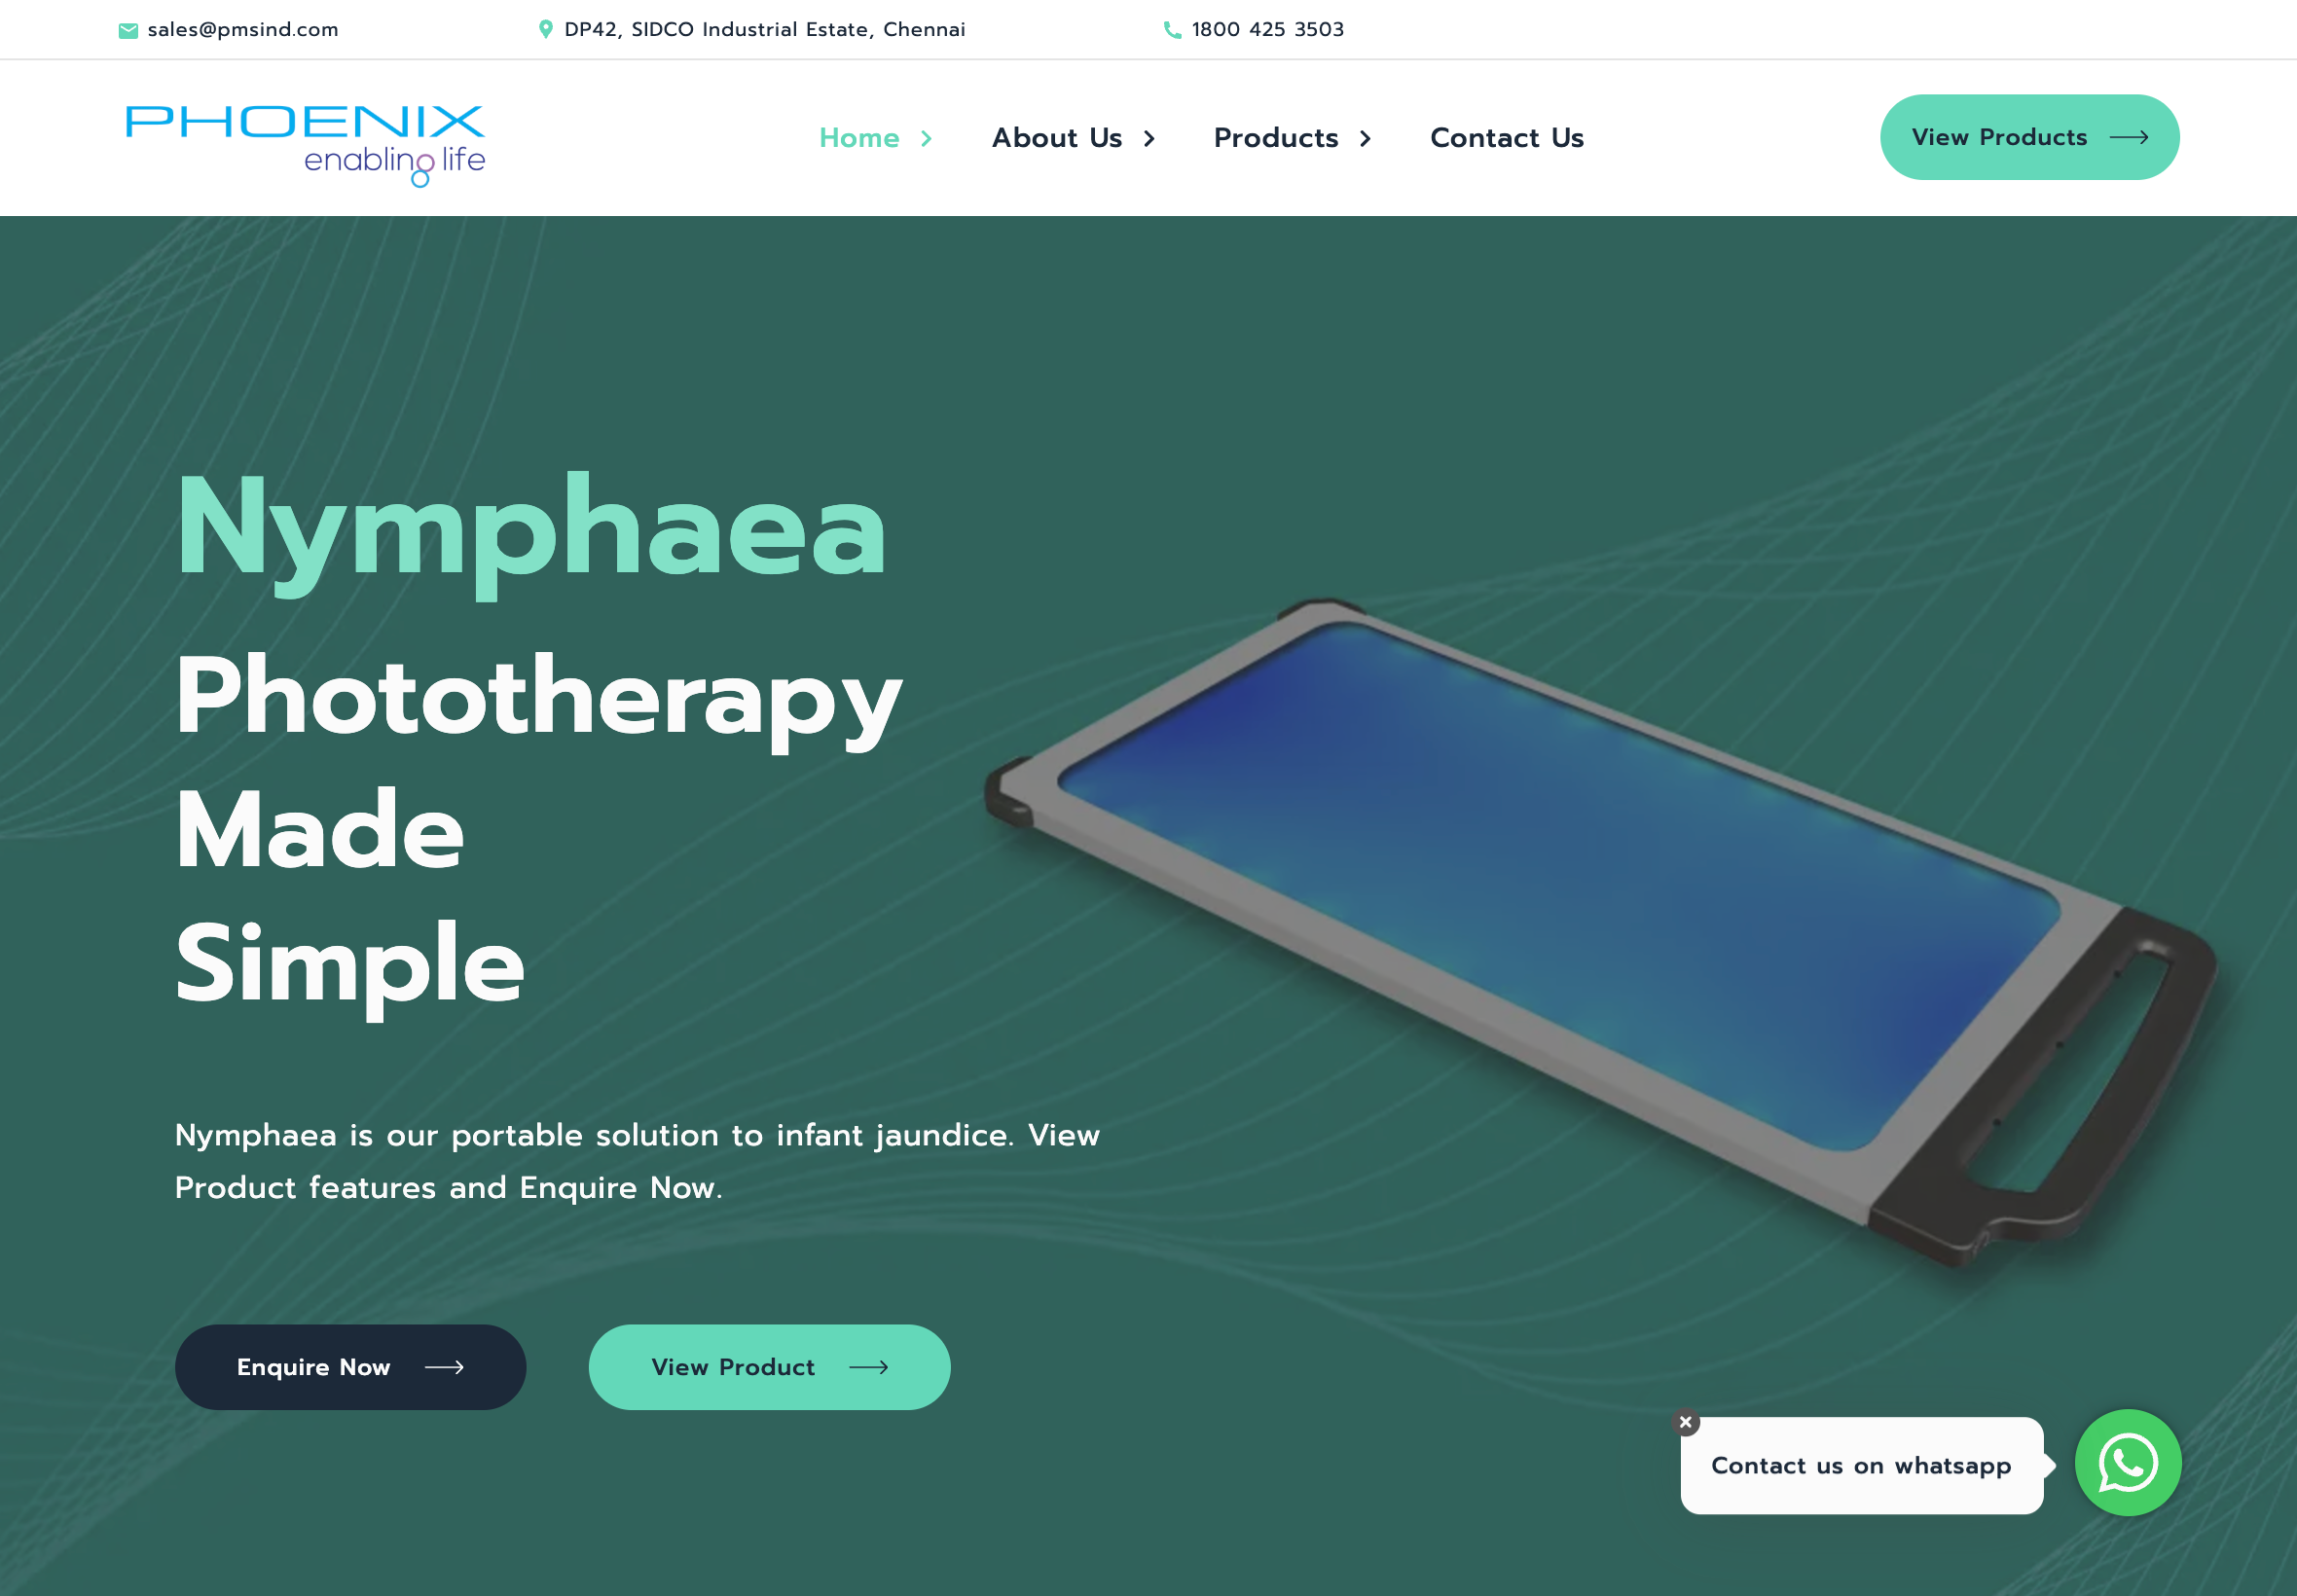 sales@pmsind.com
DP42, SIDCO Industrial Estate, Chennai
1800 425 3503
PHOENIX
enabling life
Home
About Us
Products
Contact Us
View Products
Nymphaea
Phototherapy
Made
Simple
Nymphaea is our portable solution to infant jaundice. View
Product features and Enquire Now.
Enquire Now
View Product
Contact us on whatsapp